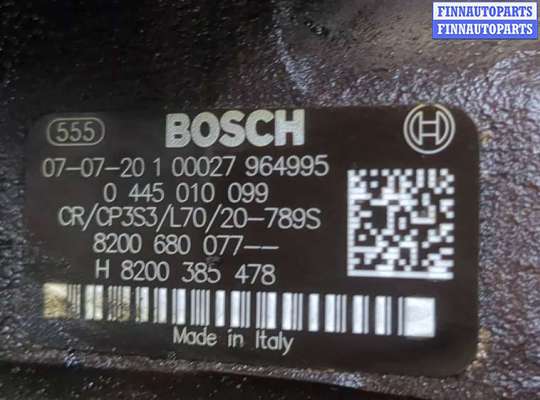 FINNAUTOPARTS
FINNAUTOPARTS
555 BOSCH
07-07-20 1 00027 964995
0 445 010 099
CR/CP3S3/L70/20-789S
8200 680 077--
H 8200 385 478
Made in Italy